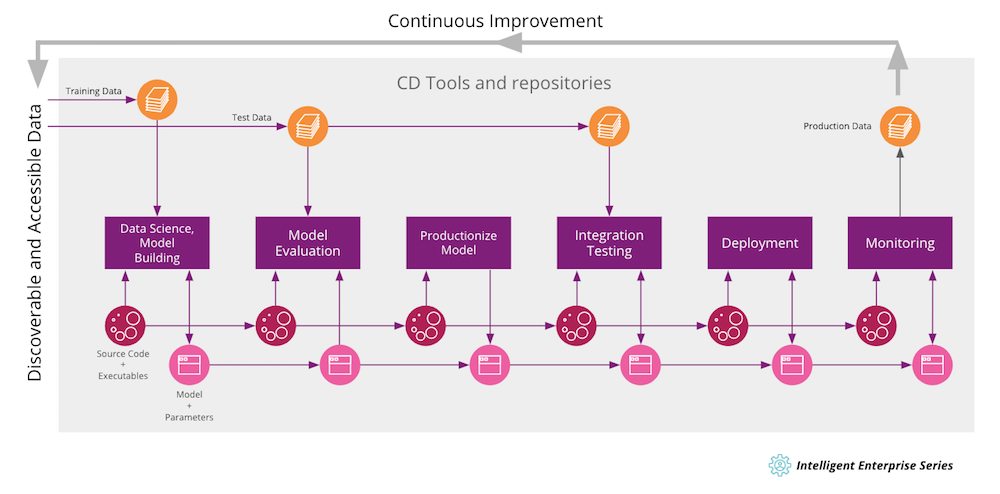 Continuous Improvement
CD Tools and repositories
Training Data
Test Data
Production Data
Discoverable and Accessible Data
Data Science,
Model
Building
Model
Evaluation
Productionize
Model
Integration
Testing
Deployment
Monitoring
Source Code
+
Executables
Model
+
Parameters
Intelligent Enterprise Series